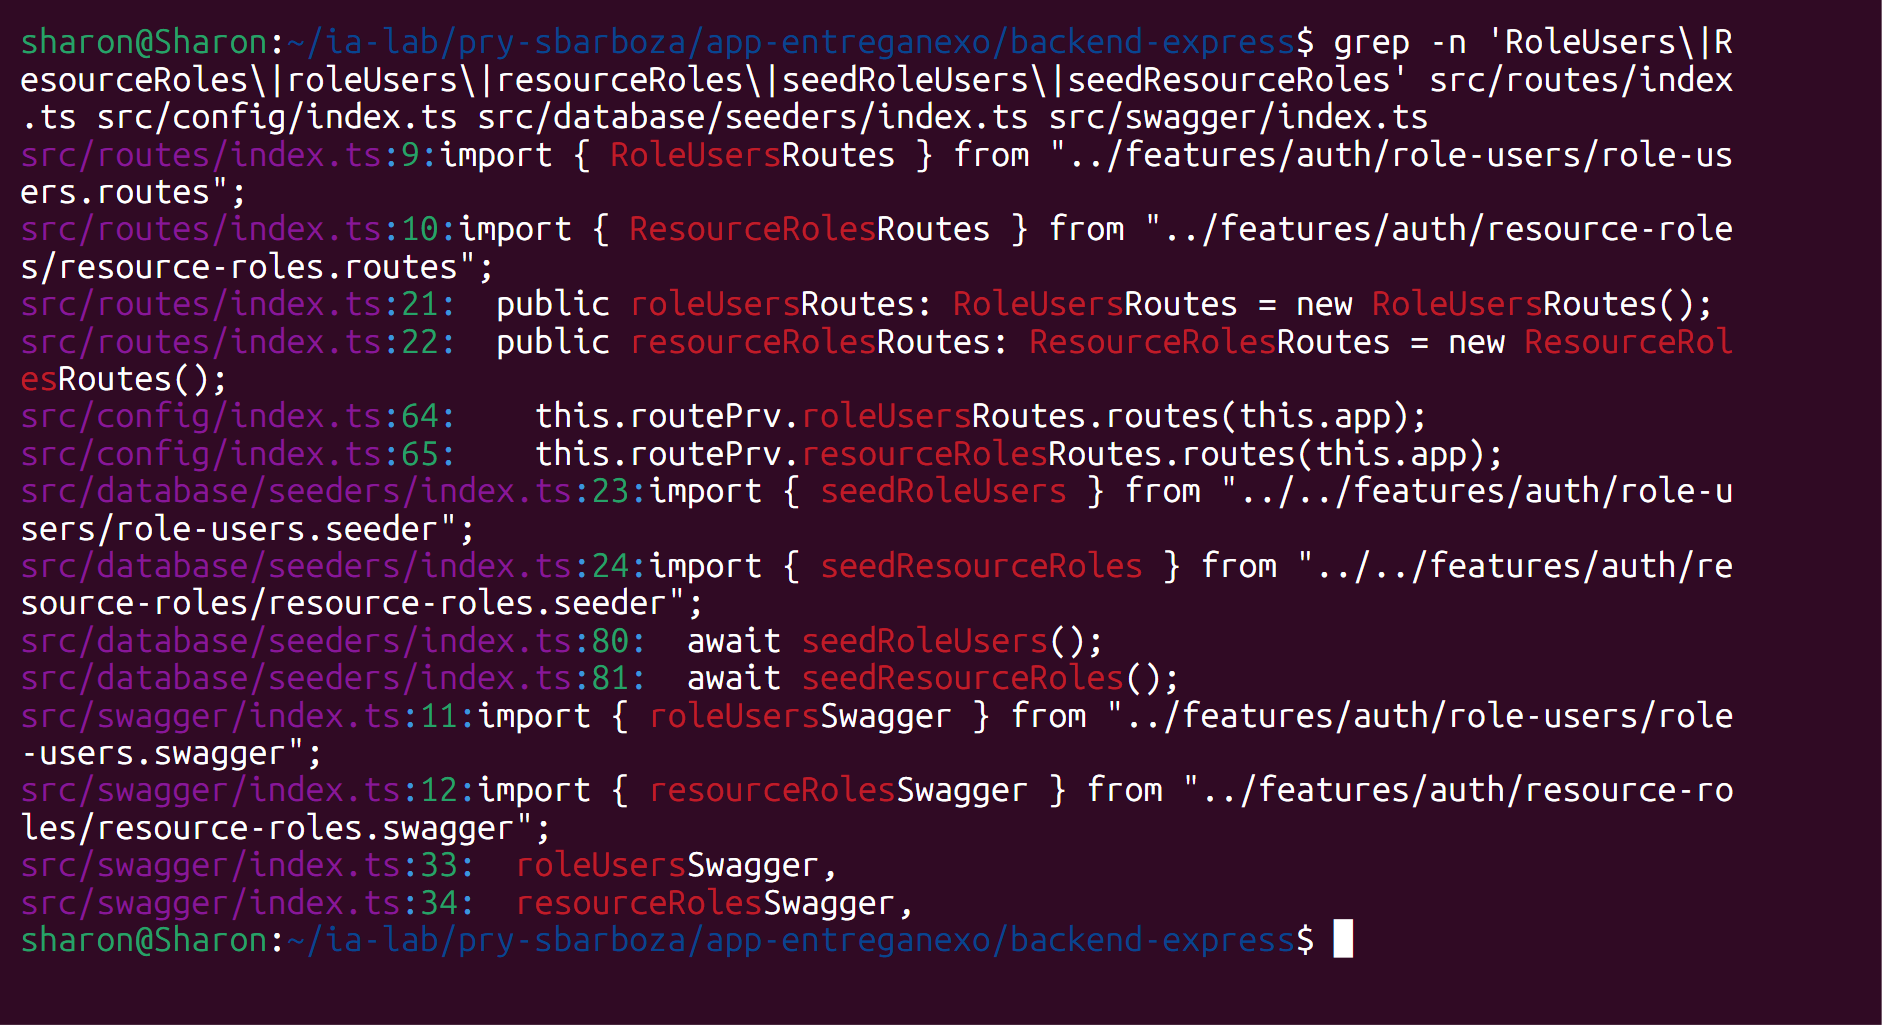 sharon@Sharon:~/ia-lab/pry-sbarboza/app-entreganexo/backend-express$ grep -n 'RoleUsers\|R
esourceRoles\|roleUsers\|resourceRoles\|seedRoleUsers\|seedResourceRoles' src/routes/index
.ts src/config/index.ts src/database/seeders/index.ts src/swagger/index.ts
src/routes/index.ts:9:import { RoleUsersRoutes } from "../features/auth/role-users/role-us
ers.routes";
src/routes/index.ts:10:import { ResourceRolesRoutes } from "../features/auth/resource-role
s/resource-roles.routes";
src/routes/index.ts:21:  public roleUsersRoutes: RoleUsersRoutes = new RoleUsersRoutes();
src/routes/index.ts:22:  public resourceRolesRoutes: ResourceRolesRoutes = new ResourceRol
esRoutes();
src/config/index.ts:64:    this.routePrv.roleUsersRoutes.routes(this.app);
src/config/index.ts:65:    this.routePrv.resourceRolesRoutes.routes(this.app);
src/database/seeders/index.ts:23:import { seedRoleUsers } from "../../features/auth/role-u
sers/role-users.seeder";
src/database/seeders/index.ts:24:import { seedResourceRoles } from "../../features/auth/re
source-roles/resource-roles.seeder";
src/database/seeders/index.ts:80:  await seedRoleUsers();
src/database/seeders/index.ts:81:  await seedResourceRoles();
src/swagger/index.ts:11:import { roleUsersSwagger } from "../features/auth/role-users/role
-users.swagger";
src/swagger/index.ts:12:import { resourceRolesSwagger } from "../features/auth/resource-ro
les/resource-roles.swagger";
src/swagger/index.ts:33:  roleUsersSwagger,
src/swagger/index.ts:34:  resourceRolesSwagger,
sharon@Sharon:~/ia-lab/pry-sbarboza/app-entreganexo/backend-express$